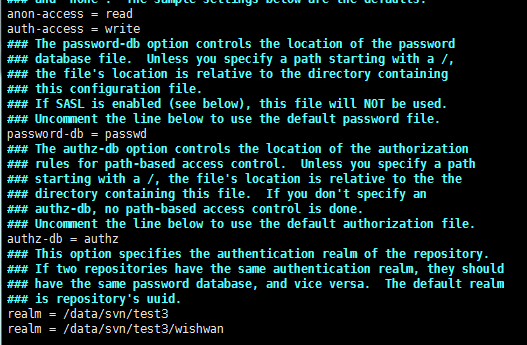 ### and "none". The sample settings below are the defaults.
anon-access = read
auth-access = write
### The password-db option controls the location of the password
### database file.  Unless you specify a path starting with a /,
### the file's location is relative to the directory containing
### this configuration file.
### If SASL is enabled (see below), this file will NOT be used.
### Uncomment the line below to use the default password file.
password-db = passwd
### The authz-db option controls the location of the authorization
### rules for path-based access control.  Unless you specify a path
### starting with a /, the file's location is relative to the the
### directory containing this file.  If you don't specify an
### authz-db, no path-based access control is done.
### Uncomment the line below to use the default authorization file.
authz-db = authz
### This option specifies the authentication realm of the repository.
### If two repositories have the same authentication realm, they should
### have the same password database, and vice versa.  The default realm
### is repository's uuid.
realm = /data/svn/test3
realm = /data/svn/test3/wishwan